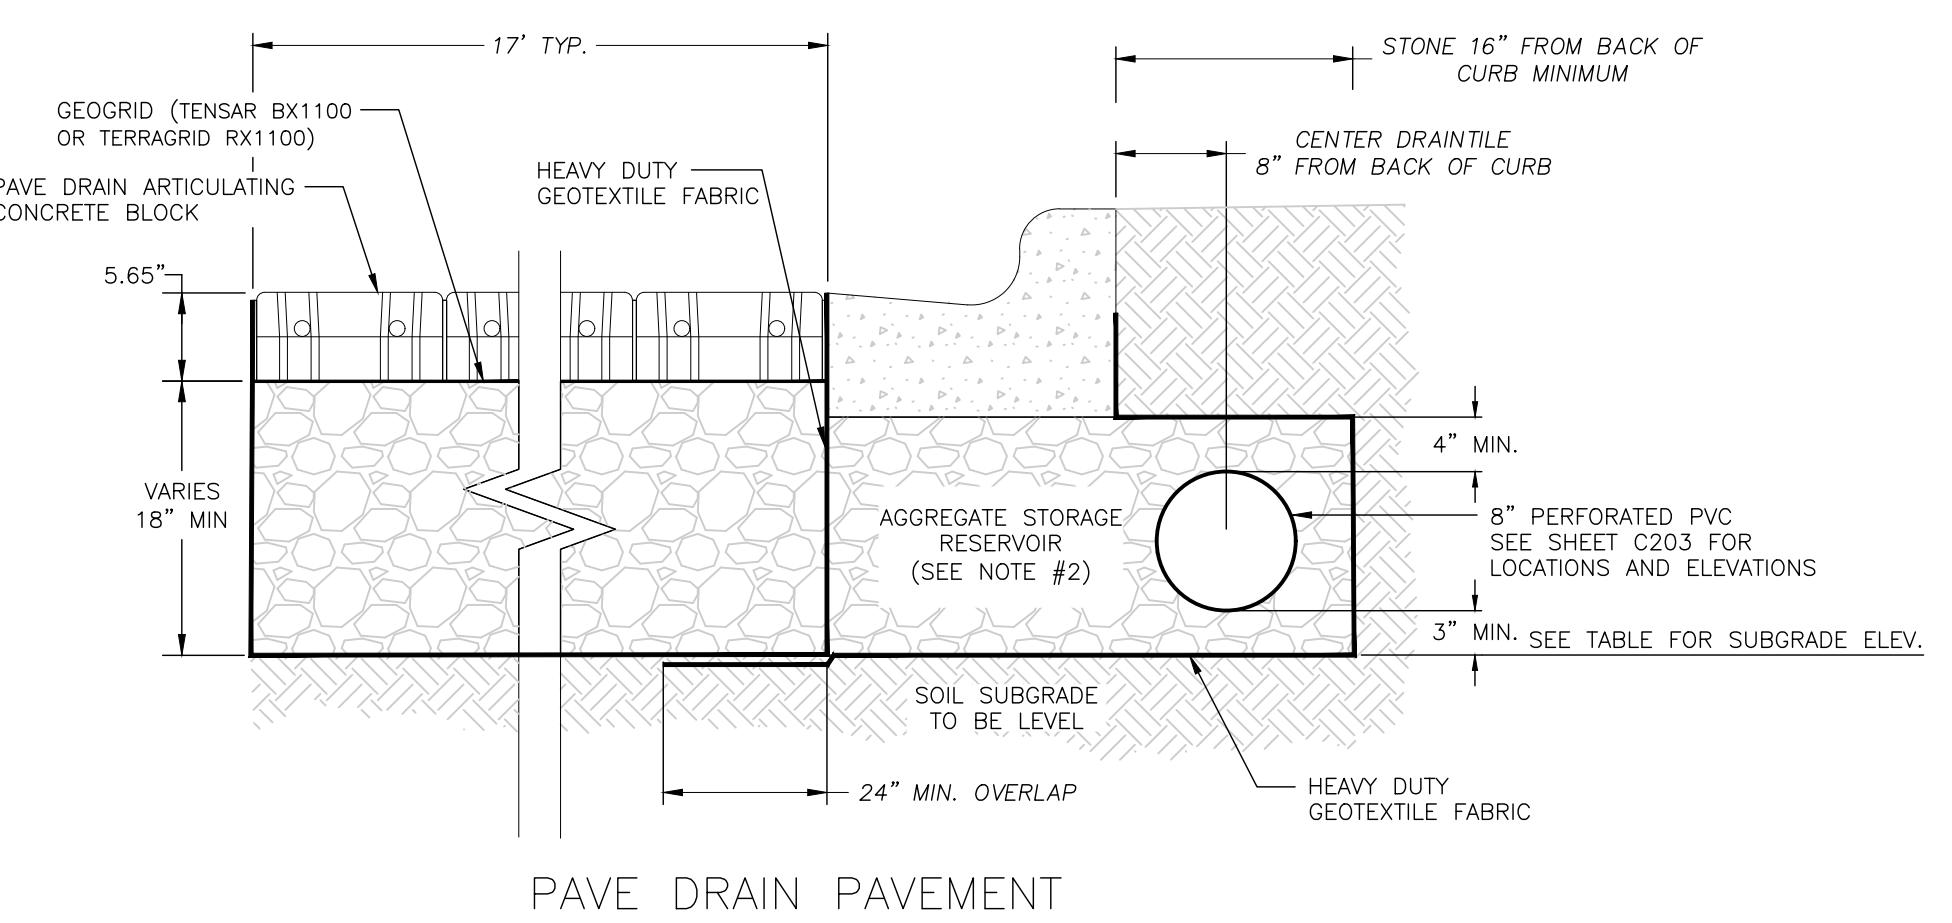 17' TYP.
STONE 16" FROM BACK OF
CURB MINIMUM
GEOGRID (TENSAR BX1100
OR TERRAGRID RX1100)
CENTER DRAINTILE
8" FROM BACK OF CURB
HEAVY DUTY
GEOTEXTILE FABRIC
PAVE DRAIN ARTICULATING
CONCRETE BLOCK
5.65"
4" MIN.
VARIES
18" MIN
AGGREGATE STORAGE
RESERVOIR
(SEE NOTE #2)
8" PERFORATED PVC
SEE SHEET C203 FOR
LOCATIONS AND ELEVATIONS
3" MIN.
SEE TABLE FOR SUBGRADE ELEV.
SOIL SUBGRADE
TO BE LEVEL
24" MIN. OVERLAP
HEAVY DUTY
GEOTEXTILE FABRIC
PAVE DRAIN PAVEMENT